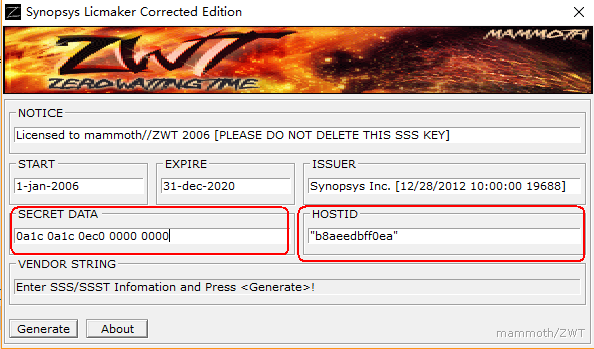 Synopsys Licmaker Corrected Edition
ZWT
MAMMOTH
ZEROWAITINGTIME
NOTICE
Licensed to mammoth//ZWT 2006 [PLEASE DO NOT DELETE THIS SSS KEY]
START EXPIRE ISSUER
1-jan-2006 31-dec-2020 Synopsys Inc. [12/28/2012 10:00:00 19688]
SECRET DATA HOSTID
0a1c 0a1c 0ec0 0000 0000 "b8aeedbff0ea"
VENDOR STRING
Enter SSS/SSST Infomation and Press <Generate>!
Generate About mammoth/ZWT